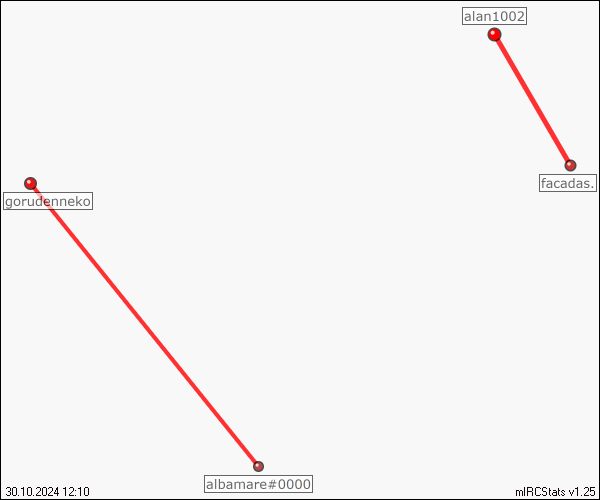 alan1002
facadas.
gorudenneko
albamare#0000
30.10.2024 12:10
mIRCStats v1.25